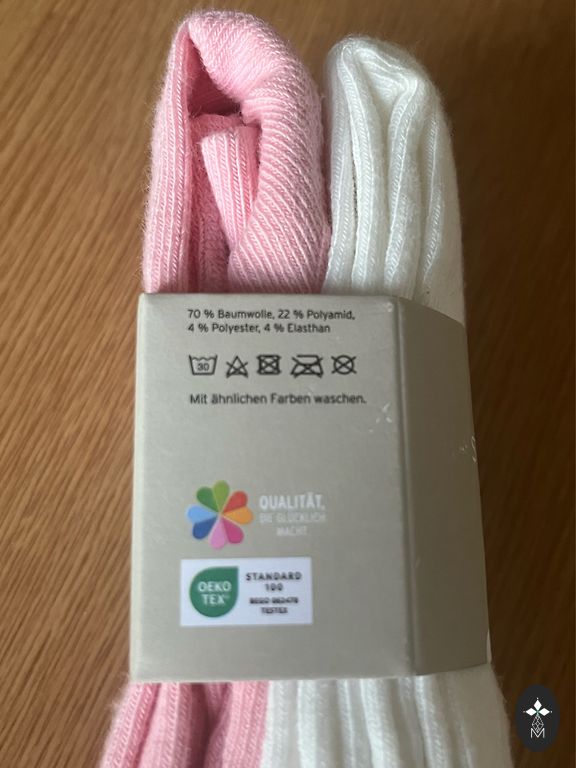 70 % Baumwolle, 22 % Polyamid,
4 % Polyester, 4 % Elasthan
30
Mit ähnlichen Farben waschen.
QUALITÄT,
DIE GLÜCKLICH
MACHT.
OEKO
TEX®
STANDARD
100
TESTEX
M